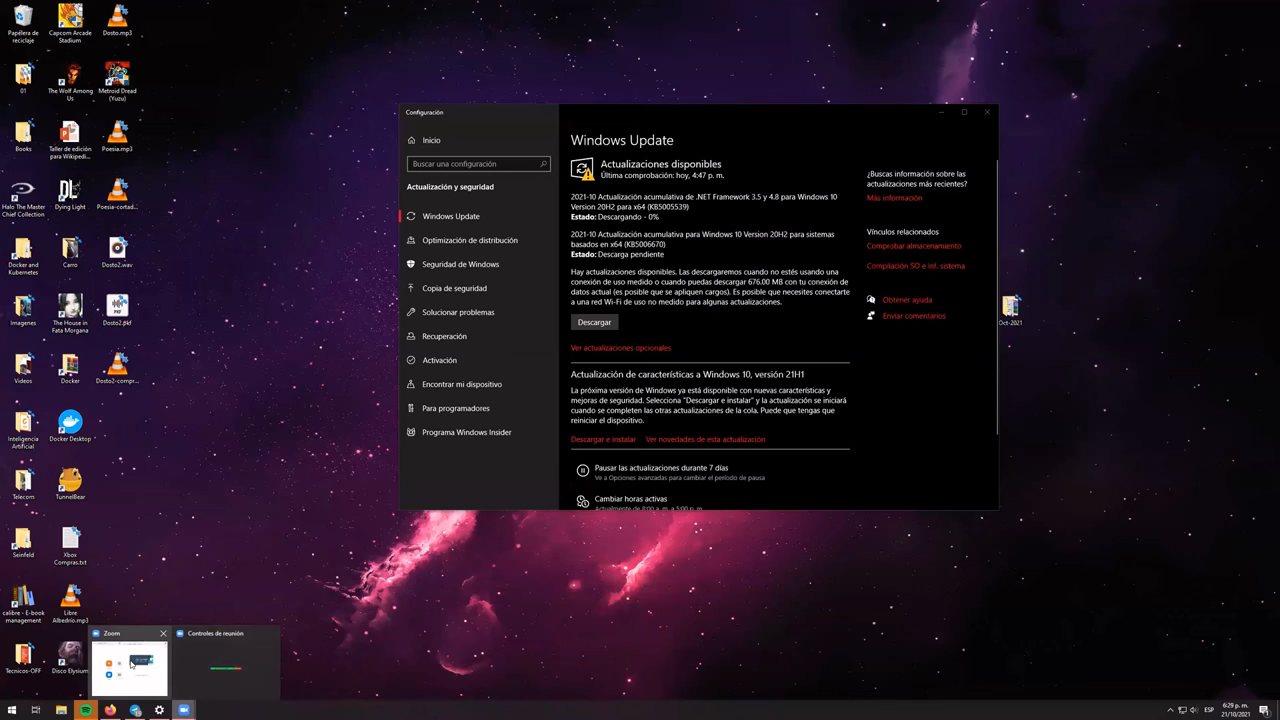 Papelera de
reciclaje
Capcom Arcade
Stadium
Dosto.mp3
01
The Wolf Among
Us
Metroid Dread
(Yuzu)
Books
Taller de edición
para Wikipedi...
Poesia.mp3
Halo The Master
Chief Collection
Dying Light
Poesia-cortad...
Docker and
Kubernetes
Carro
Dosto2.wav
Imagenes
The House in
Fata Morgana
Dosto2.pkf
Videos
Docker
Dosto2-compr...
Inteligencia
Artificial
Docker Desktop
Telecom
TunnelBear
Seinfeld
Xbox
Compras.txt
calibre - E-book
management
Libre
Albedrío.mp3
Tecnicos-OFF
Disco Elysium
Oct-2021
Configuración
Inicio
Buscar una configuración
Actualización y seguridad
Windows Update
Optimización de distribución
Seguridad de Windows
Copia de seguridad
Solucionar problemas
Recuperación
Activación
Encontrar mi dispositivo
Para programadores
Programa Windows Insider
Windows Update
Actualizaciones disponibles
Última comprobación: hoy, 4:47 p. m.
2021-10 Actualización acumulativa de .NET Framework 3.5 y 4.8 para Windows 10
Version 20H2 para x64 (KB5005539)
Estado: Descargando - 0%
2021-10 Actualización acumulativa para Windows 10 Version 20H2 para sistemas
basados en x64 (KB5006670)
Estado: Descarga pendiente
Hay actualizaciones disponibles. Las descargaremos cuando no estés usando una
conexión de uso medido o cuando puedas descargar 676.00 MB con tu conexión de
datos actual (es posible que se apliquen cargos). Es posible que necesites conectarte
a una red Wi-Fi de uso no medido para algunas actualizaciones.
Descargar
Ver actualizaciones opcionales
Actualización de características a Windows 10, versión 21H1
La próxima versión de Windows ya está disponible con nuevas características y
mejoras de seguridad. Selecciona "Descargar e instalar" y la actualización se iniciará
cuando se completen las otras actualizaciones de la cola. Puede que tengas que
reiniciar el dispositivo.
Descargar e instalar Ver novedades de esta actualización
Pausar las actualizaciones durante 7 días
Ve a Opciones avanzadas para cambiar el período de pausa
Cambiar horas activas
Actualmente de 8:00 a. m. a 5:00 p. m.
¿Buscas información sobre las
actualizaciones más recientes?
Más información
Vínculos relacionados
Comprobar almacenamiento
Compilación SO e inf. sistema
Obtener ayuda
Enviar comentarios
Zoom
Controles de reunión
ESP
6:29 p. m.
21/10/2021